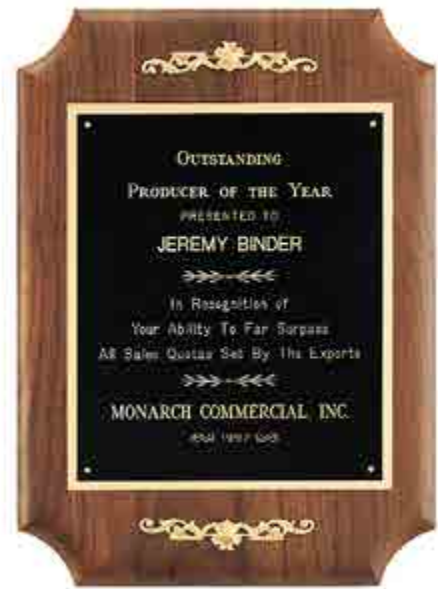 OUTSTANDING
PRODUCER OF THE YEAR
PRESENTED TO
JEREMY BINDER
In Recognition of
Your Ability To Far Surpass
All Sales Quotas Set By The Experts
MONARCH COMMERCIAL, INC.